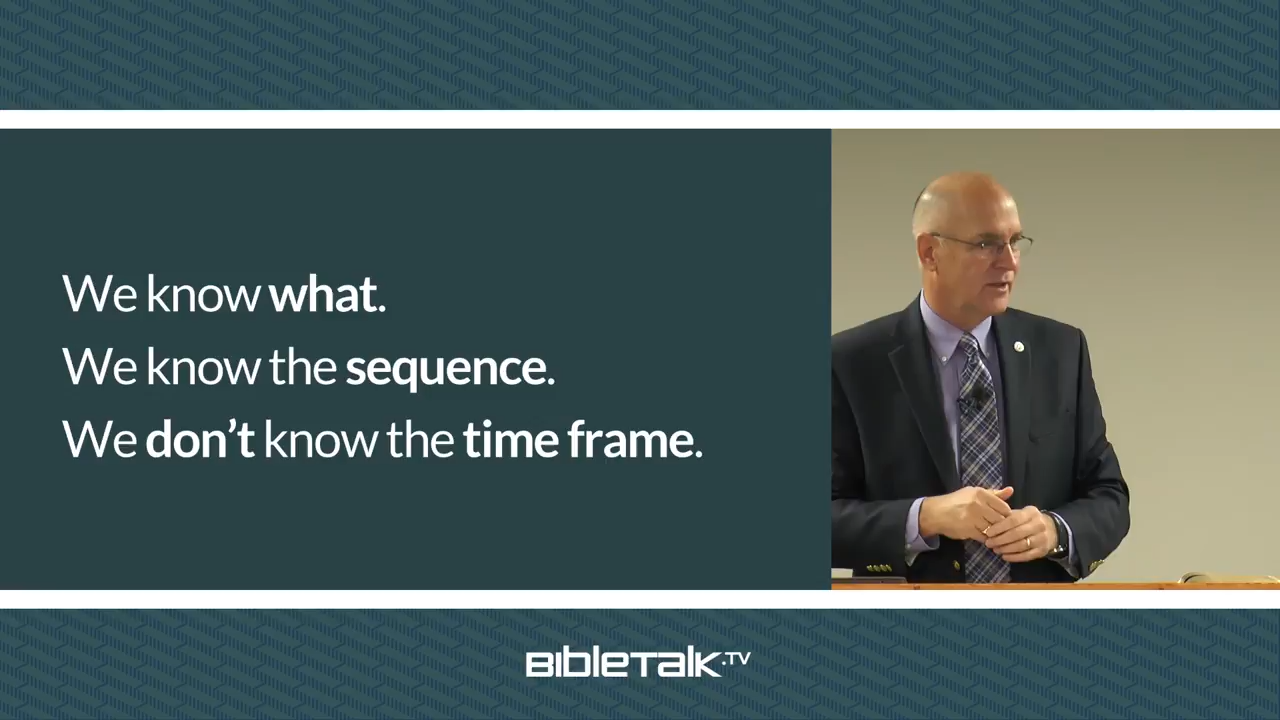 We know what.
We know the sequence.
We don’t know the time frame.
BIBLETALK.TV